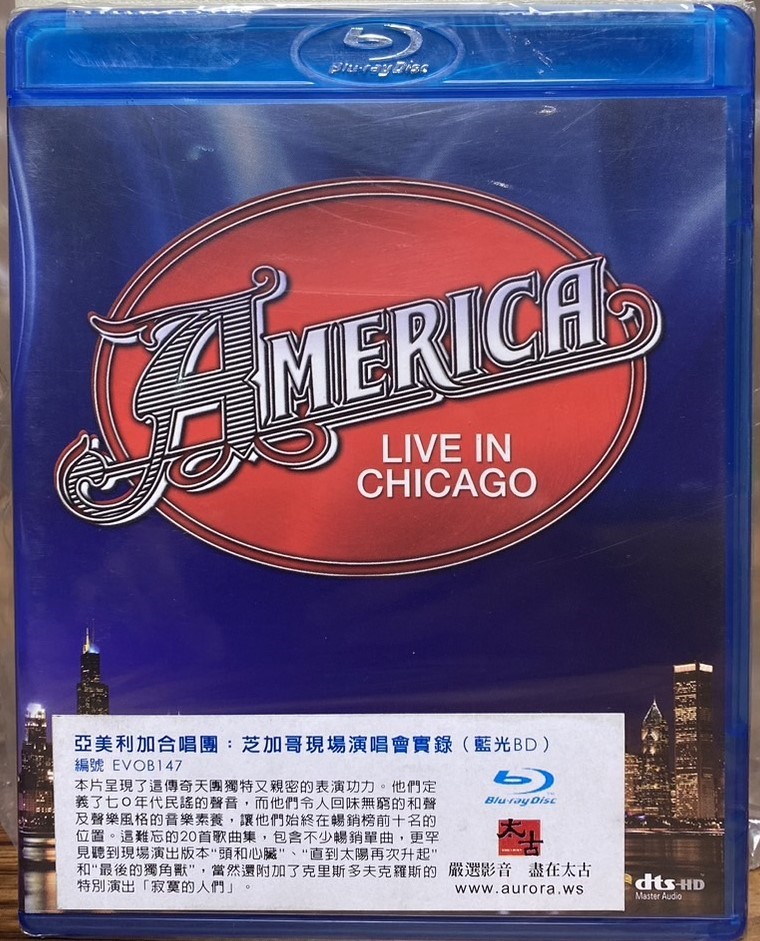 Blu-ray Disc
AMERICA
LIVE IN
CHICAGO
亞美利加合唱團：芝加哥現場演唱會實錄（藍光BD）
編號 EVOB147
本片呈現了這傳奇天團獨特又親密的表演功力。他們定
義了七０年代民謠的聲音，而他們令人回味無窮的和聲
及聲樂風格的音樂素養，讓他們始終在暢銷榜前十名的
位置。這難忘的20首歌曲集，包含不少暢銷單曲，更罕
見聽到現場演出版本“頭和心臟”、“直到太陽再次升起”
和“最後的獨角獸”，當然還附加了克里斯多夫克羅斯的
特別演出「寂寞的人們」。
Blu-ray Disc
太古
嚴選影音 盡在太古
www.aurora.ws
dts-HD
Master Audio